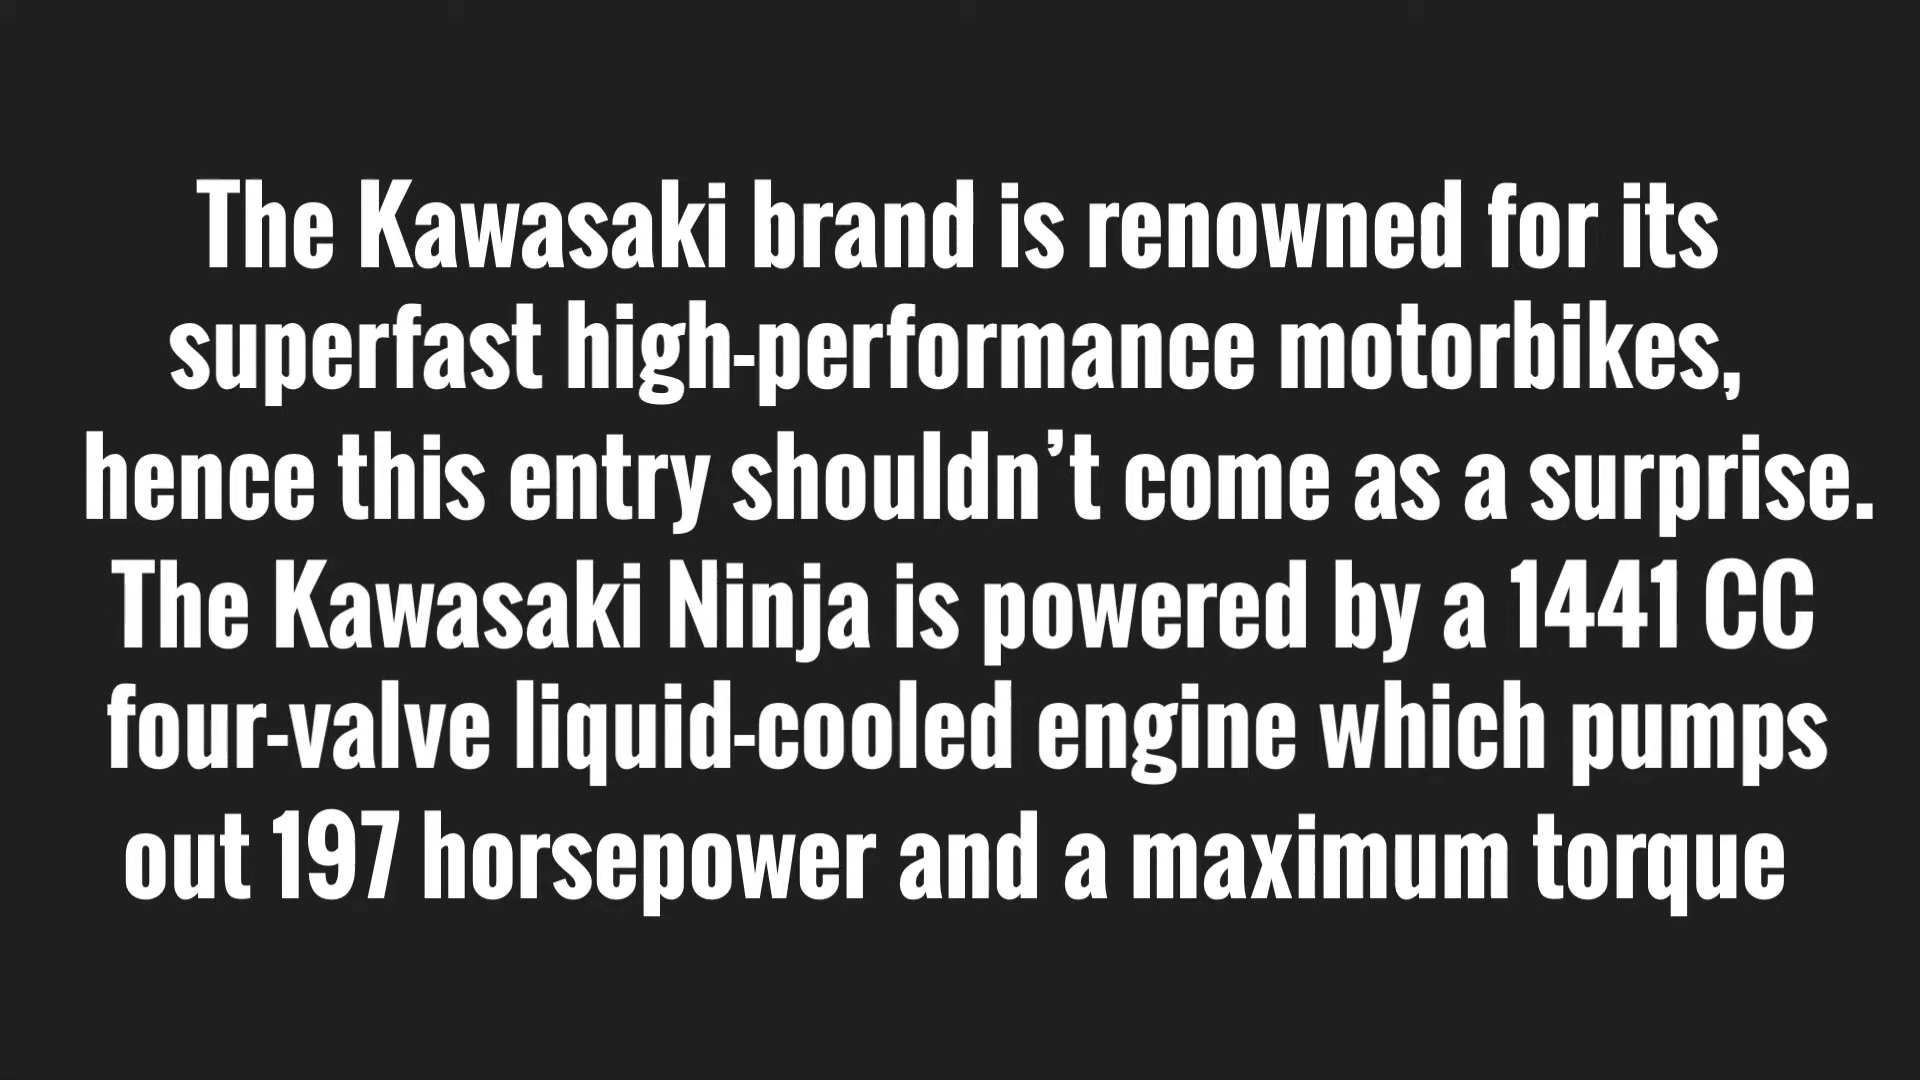 The Kawasaki brand is renowned for its
superfast high-performance motorbikes,
hence this entry shouldn’t come as a surprise.
The Kawasaki Ninja is powered by a 1441 CC
four-valve liquid-cooled engine which pumps
out 197 horsepower and a maximum torque